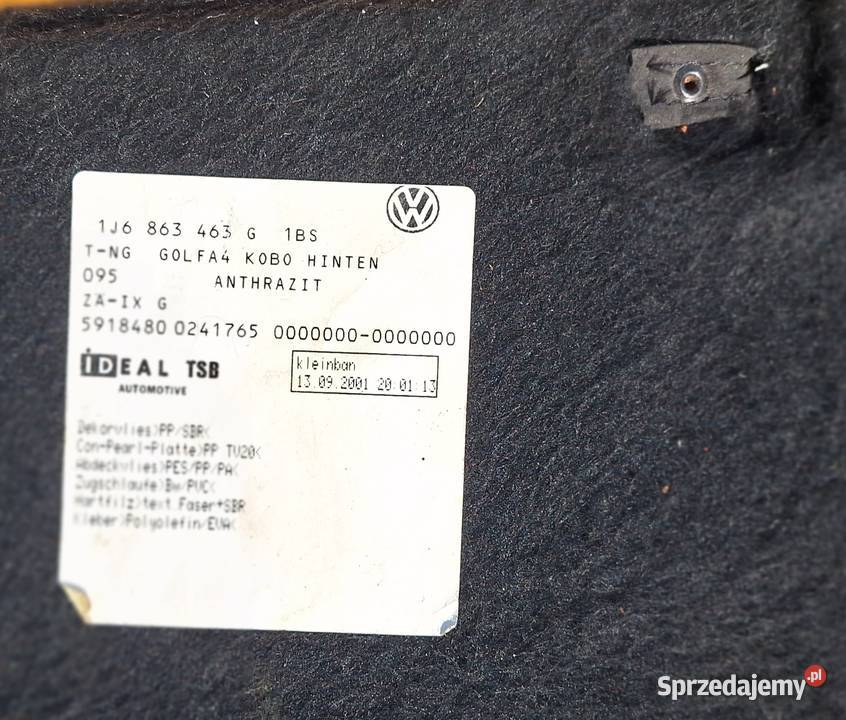 1J6 863 463 G 1BS
T-NG GOLFA4 KOBO HINTEN
095 ANTHRAZIT
ZÄ-IX G
5918480 0241765 0000000-0000000
IDEAL TSB
AUTOMOTIVE
kleinban
13.09.2001 20:01:13
Dekorvlies>PP/SBR<
Con-Pearl-Platte>PP TV20<
Abdeckvlies>PES/PP/PA<
Zugschlaufe>Bw/PVC<
Hartfilz>text.Faser+SBR
Kleber>Polyolefin/EVA<
Sprzedajemy.pl